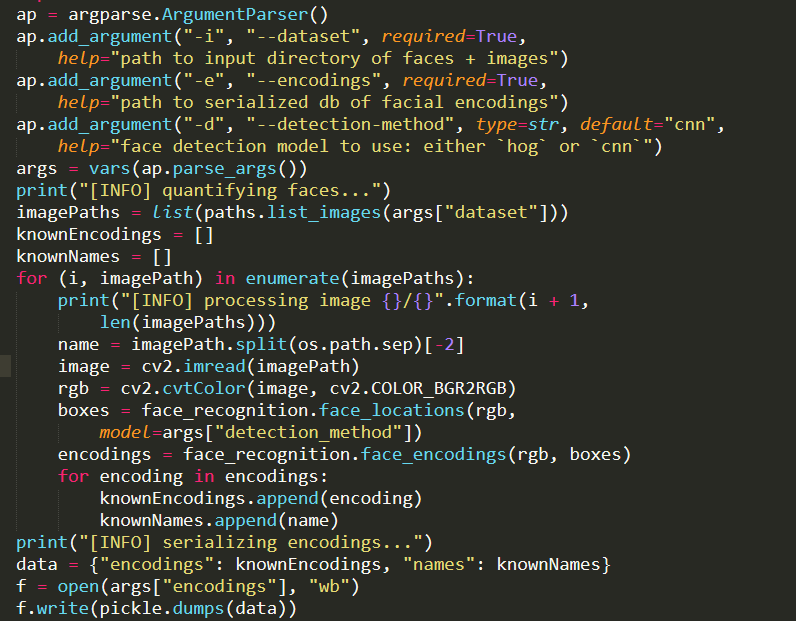 ap = argparse.ArgumentParser()
ap.add_argument("-i", "--dataset", required=True,
    help="path to input directory of faces + images")
ap.add_argument("-e", "--encodings", required=True,
    help="path to serialized db of facial encodings")
ap.add_argument("-d", "--detection-method", type=str, default="cnn",
    help="face detection model to use: either `hog` or `cnn`")
args = vars(ap.parse_args())
print("[INFO] quantifying faces...")
imagePaths = list(paths.list_images(args["dataset"]))
knownEncodings = []
knownNames = []
for (i, imagePath) in enumerate(imagePaths):
    print("[INFO] processing image {}/{}".format(i + 1,
        len(imagePaths)))
    name = imagePath.split(os.path.sep)[-2]
    image = cv2.imread(imagePath)
    rgb = cv2.cvtColor(image, cv2.COLOR_BGR2RGB)
    boxes = face_recognition.face_locations(rgb,
        model=args["detection_method"])
    encodings = face_recognition.face_encodings(rgb, boxes)
    for encoding in encodings:
        knownEncodings.append(encoding)
        knownNames.append(name)
print("[INFO] serializing encodings...")
data = {"encodings": knownEncodings, "names": knownNames}
f = open(args["encodings"], "wb")
f.write(pickle.dumps(data))